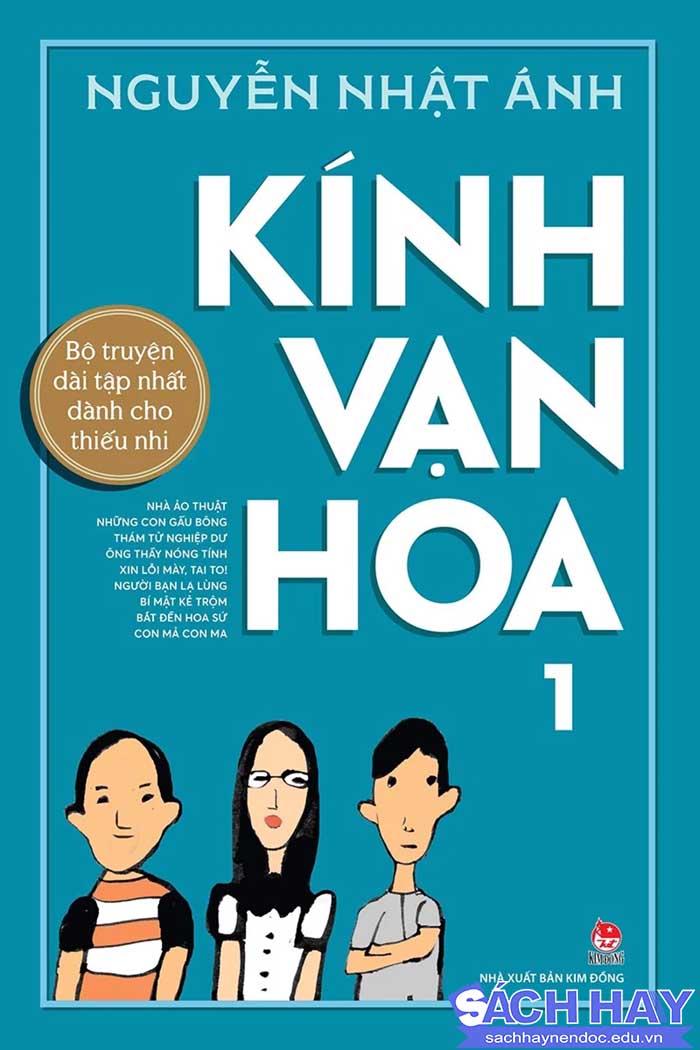 NGUYỄN NHẬT ÁNH
KÍNH
VẠN
HOA
1
Bộ truyện
dài tập nhất
dành cho
thiếu nhi
NHÀ ẢO THUẬT
NHỮNG CON GẤU BÔNG
THÁM TỬ NGHIỆP DƯ
ÔNG THẦY NÓNG TÍNH
XIN LỖI MÀY, TAI TO!
NGƯỜI BẠN LẠ LÙNG
BÍ MẬT KẺ TRỘM
BẮT ĐỀN HOA SỨ
CON MẢ CON MA
KIM ĐỒNG
NHÀ XUẤT BẢN KIM ĐỒNG
SÁCH HAY
sachhaynendoc.edu.vn